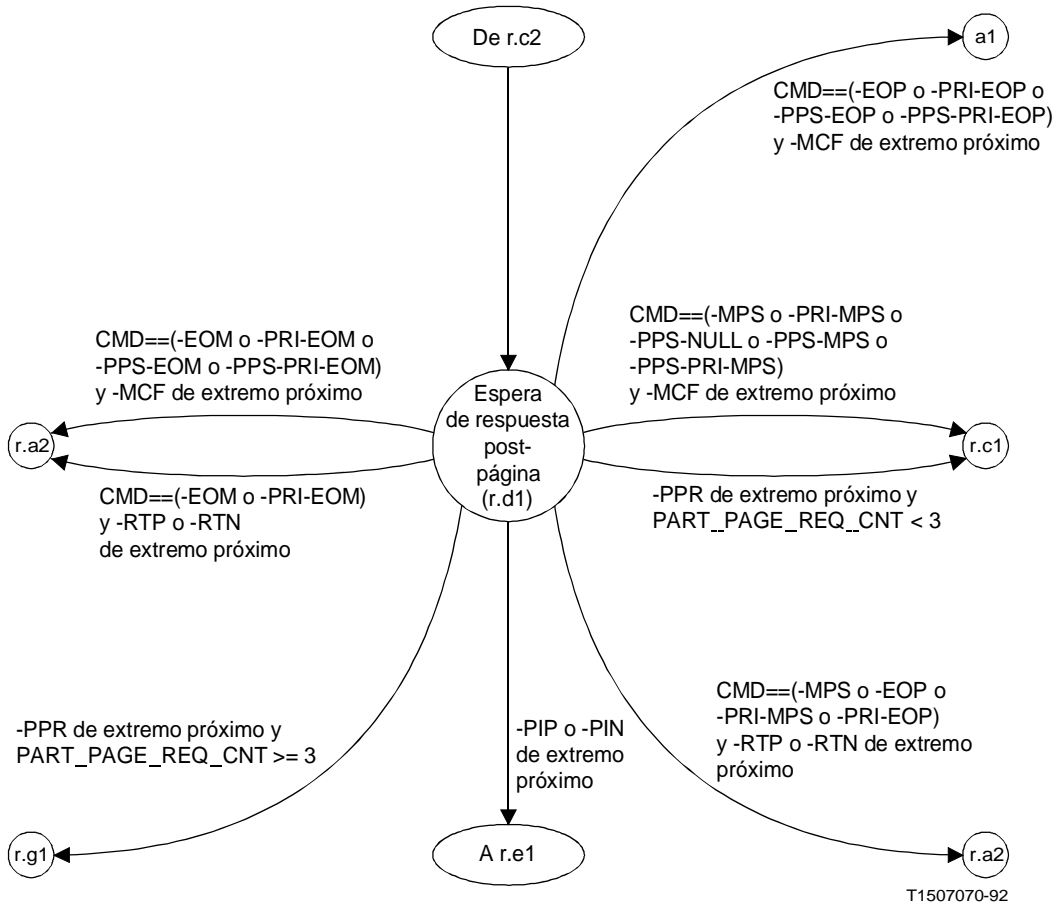 De r.c2
a1
CMD==(-EOP o -PRI-EOP o
-PPS-EOP o -PPS-PRI-EOP)
y -MCF de extremo próximo
CMD==(-EOM o -PRI-EOM o
-PPS-EOM o -PPS-PRI-EOM)
y -MCF de extremo próximo
CMD==(-MPS o -PRI-MPS o
-PPS-NULL o -PPS-MPS o
-PPS-PRI-MPS)
y -MCF de extremo próximo
r.a2
Espera
de respuesta
post-
página
(r.d1)
r.c1
CMD==(-EOM o -PRI-EOM)
y -RTP o -RTN
de extremo próximo
-PPR de extremo próximo y
PART_PAGE_REQ_CNT < 3
-PPR de extremo próximo y
PART_PAGE_REQ_CNT >= 3
-PIP o -PIN
de extremo
próximo
CMD==(-MPS o -EOP o
-PRI-MPS o -PRI-EOP)
y -RTP o -RTN de extremo
próximo
r.g1
A r.e1
r.a2
T1507070-92